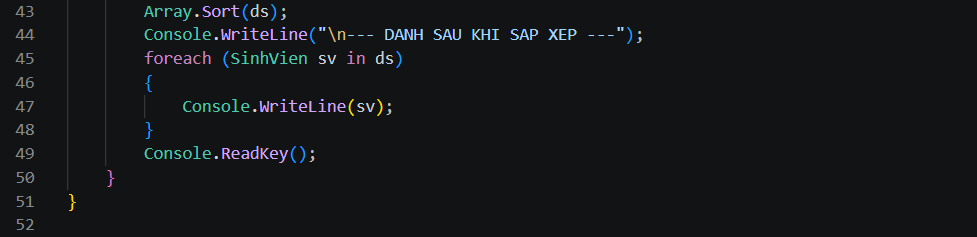 43 Array.Sort(ds);
44 Console.WriteLine("\n--- DANH SAU KHI SAP XEP ---");
45 foreach (SinhVien sv in ds)
46 {
47 Console.WriteLine(sv);
48 }
49 Console.ReadKey();
50 }
51 }
52